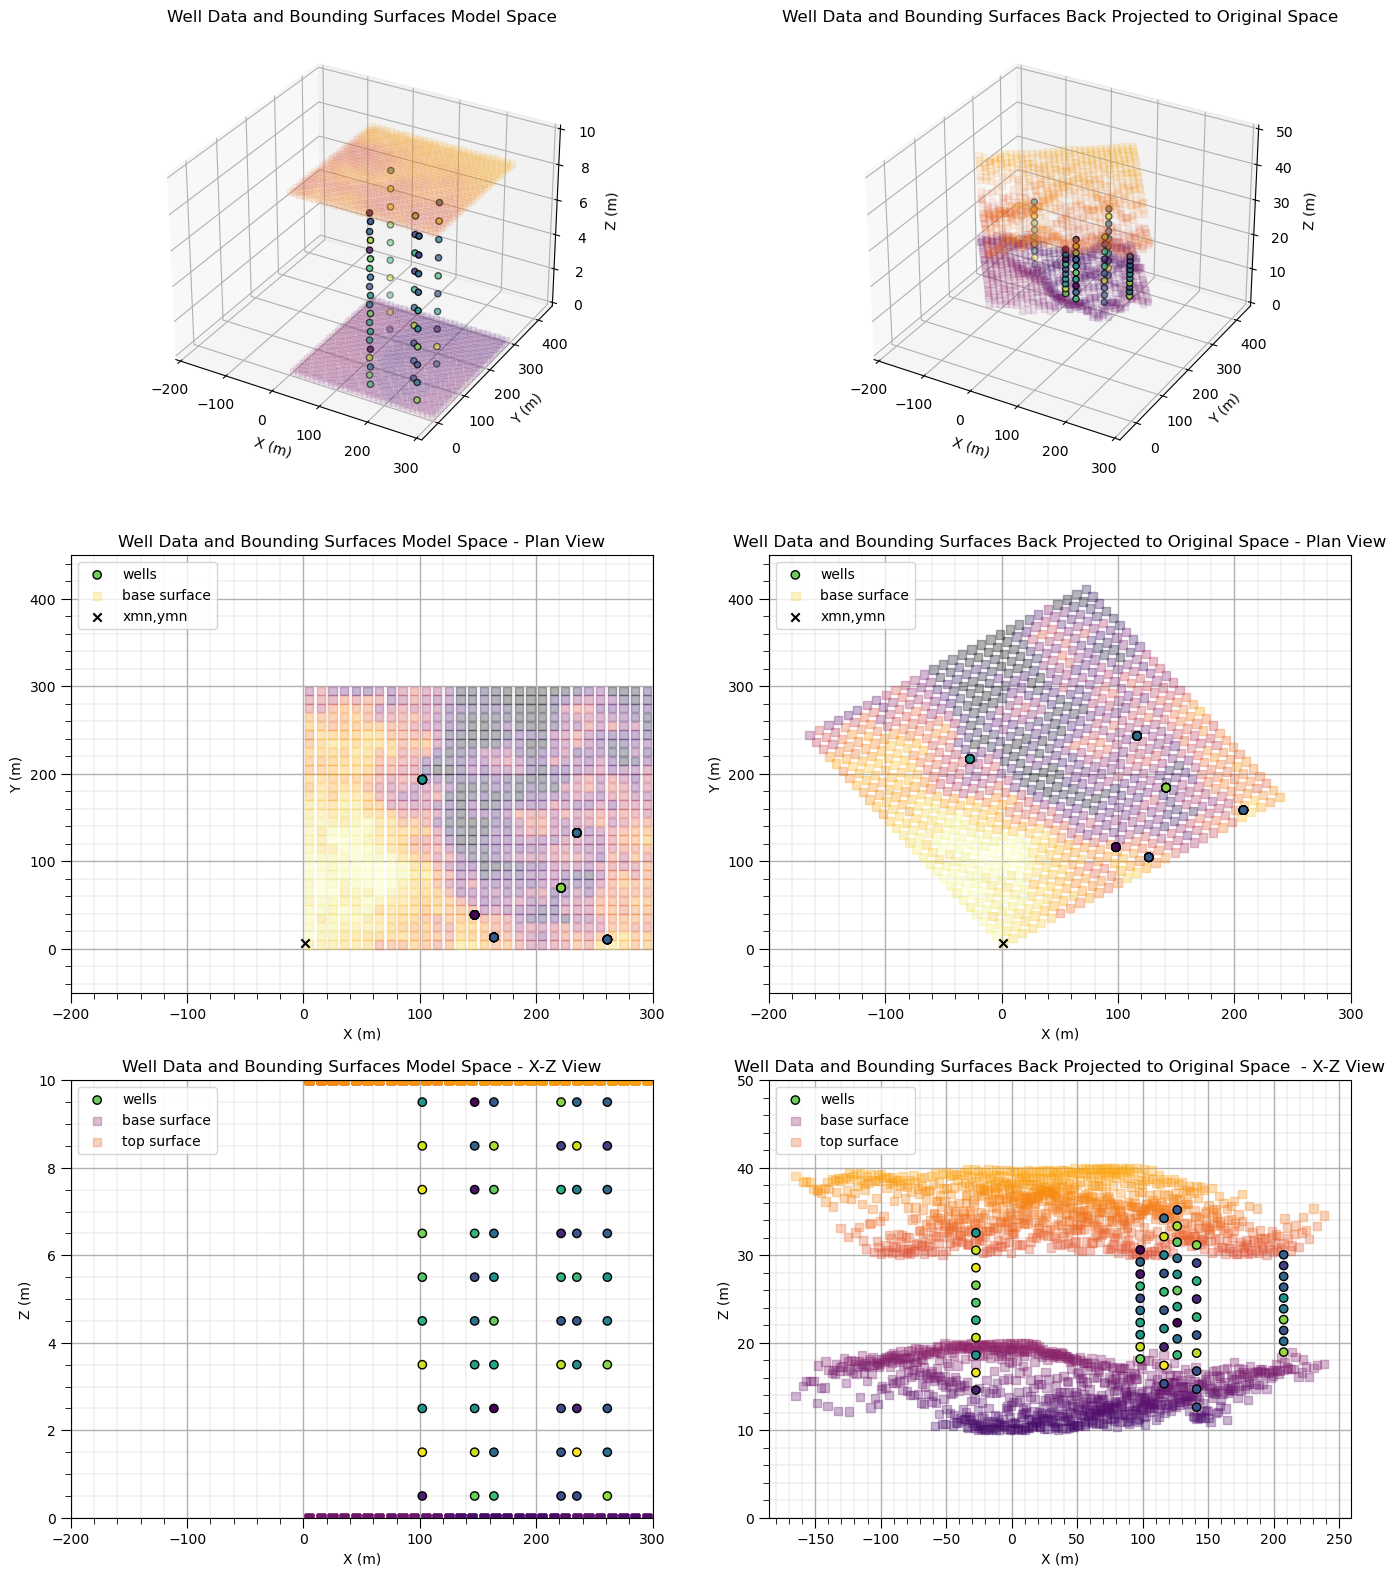 Well Data and Bounding Surfaces Model Space
10
8
6
4
2
0
Z (m)
400
300
200
100
0
Y (m)
−200
−100
0
100
200
300
X (m)
Well Data and Bounding Surfaces Back Projected to Original Space
50
40
30
20
10
0
Z (m)
400
300
200
100
0
Y (m)
−200
−100
0
100
200
300
X (m)
Well Data and Bounding Surfaces Model Space - Plan View
wells
base surface
xmn,ymn
400
300
200
100
0
Y (m)
−200
−100
0
100
200
300
X (m)
Well Data and Bounding Surfaces Back Projected to Original Space - Plan View
wells
base surface
xmn,ymn
400
300
200
100
0
Y (m)
−200
−100
0
100
200
300
X (m)
Well Data and Bounding Surfaces Model Space - X-Z View
wells
base surface
top surface
10
8
6
4
2
0
Z (m)
−200
−100
0
100
200
300
X (m)
Well Data and Bounding Surfaces Back Projected to Original Space  - X-Z View
wells
base surface
top surface
50
40
30
20
10
0
Z (m)
−150
−100
−50
0
50
100
150
200
250
X (m)